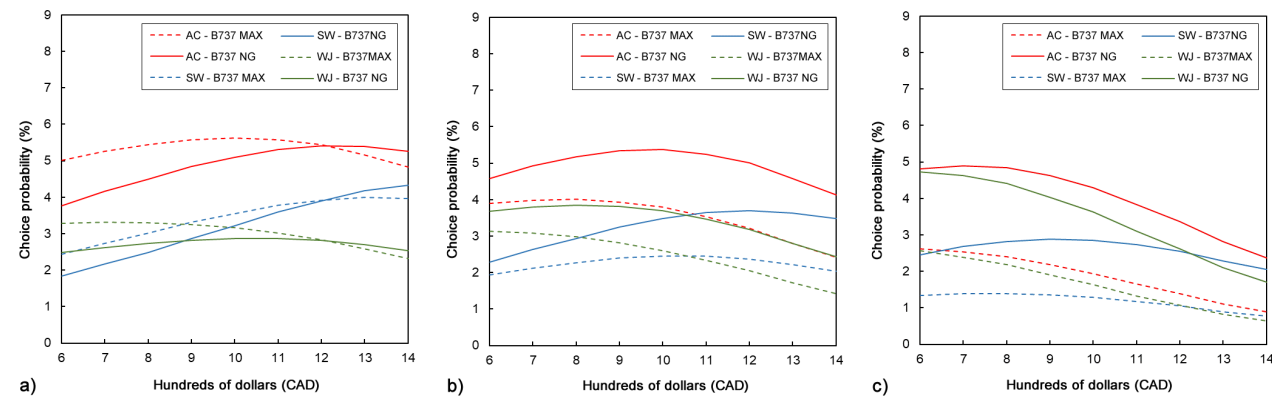 9
8
7
6
5
4
3
2
1
0
AC - B737 MAX
AC - B737 NG
SW - B737 MAX
SW - B737NG
WJ - B737MAX
WJ - B737 NG
Choice probability (%)
6 7 8 9 10 11 12 13 14
Hundreds of dollars (CAD)
a)
9
8
7
6
5
4
3
2
1
0
AC - B737 MAX
AC - B737 NG
SW - B737 MAX
SW - B737NG
WJ - B737MAX
WJ - B737 NG
Choice probability (%)
6 7 8 9 10 11 12 13 14
Hundreds of dollars (CAD)
b)
9
8
7
6
5
4
3
2
1
0
AC - B737 MAX
AC - B737 NG
SW - B737 MAX
SW - B737NG
WJ - B737MAX
WJ - B737 NG
Choice probability (%)
6 7 8 9 10 11 12 13 14
Hundreds of dollars (CAD)
c)